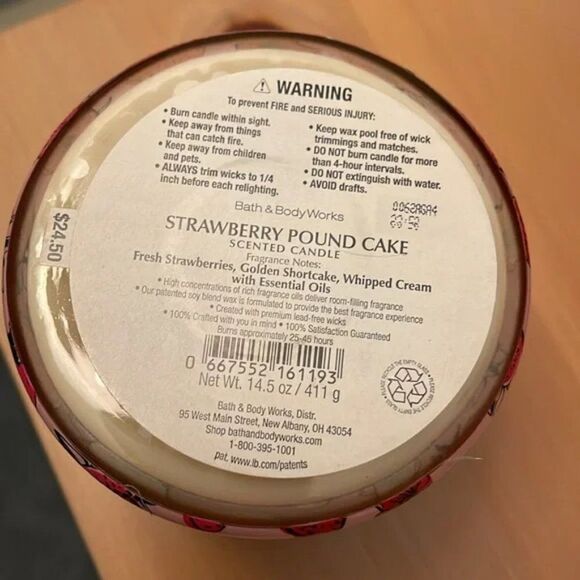 ⚠ WARNING
To prevent FIRE and SERIOUS INJURY:
• Burn candle within sight.
• Keep away from things
that can catch fire.
• Keep away from children
and pets.
• ALWAYS trim wicks to 1/4
inch before each relighting.
• Keep wax pool free of wick
trimmings and matches.
• DO NOT burn candle for more
than 4-hour intervals.
• DO NOT extinguish with water.
• AVOID drafts.
Bath & Body Works
STRAWBERRY POUND CAKE
SCENTED CANDLE
Fragrance Notes:
Fresh Strawberries, Golden Shortcake, Whipped Cream
with Essential Oils
• High concentrations of rich fragrance oils deliver room-filling fragrance
• Our patented soy blend wax is formulated to provide the best fragrance experience
• Created with premium lead-free wicks
• 100% Crafted with you in mind • 100% Satisfaction Guaranteed
Burns approximately 25-45 hours
0 667552 161193
Net Wt. 14.5 oz / 411 g
Bath & Body Works, Distr.
95 West Main Street, New Albany, OH 43054
Shop bathandbodyworks.com
1-800-395-1001
pat. www.lb.com/patents
$24.50